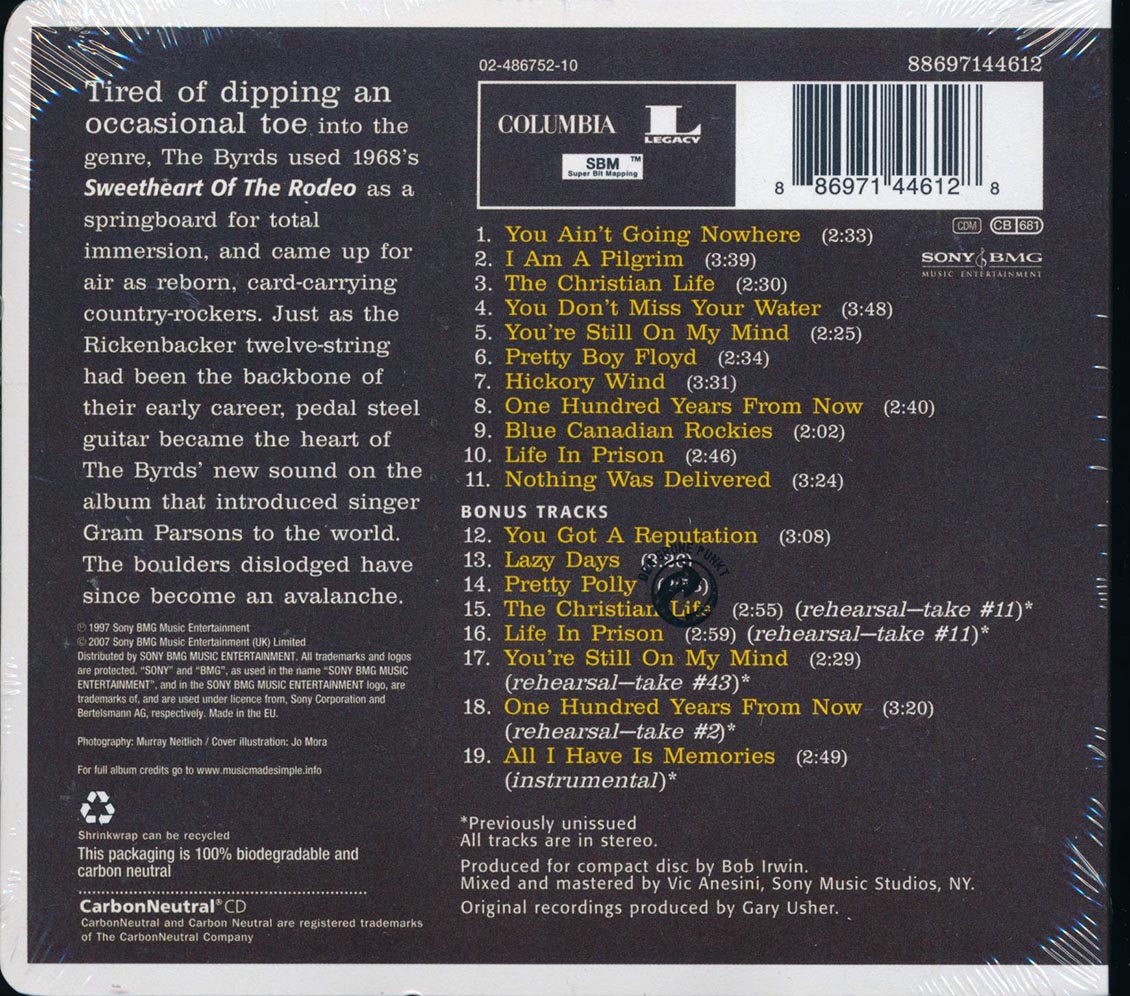 Tired of dipping an
occasional toe into the
genre, The Byrds used 1968's
Sweetheart Of The Rodeo as a
springboard for total
immersion, and came up for
air as reborn, card-carrying
country-rockers. Just as the
Rickenbacker twelve-string
had been the backbone of
their early career, pedal steel
guitar became the heart of
The Byrds' new sound on the
album that introduced singer
Gram Parsons to the world.
The boulders dislodged have
since become an avalanche.
℗ 1997 Sony BMG Music Entertainment
© 2007 Sony BMG Music Entertainment (UK) Limited
Distributed by SONY BMG MUSIC ENTERTAINMENT. All trademarks and logos
are protected. "SONY" and "BMG", as used in the name "SONY BMG MUSIC
ENTERTAINMENT", and in the SONY BMG MUSIC ENTERTAINMENT logo, are
trademarks of, and are used under licence from, Sony Corporation and
Bertelsmann AG, respectively. Made in the EU.
Photography: Murray Neitlich / Cover illustration: Jo Mora
For full album credits go to www.musicmadesimple.info
Shrinkwrap can be recycled
This packaging is 100% biodegradable and
carbon neutral
CarbonNeutral® CD
CarbonNeutral and Carbon Neutral are registered trademarks
of The CarbonNeutral Company
02-486752-10
88697144612
COLUMBIA
L
LEGACY
SBM™
Super Bit Mapping
8 86971 44612 8
CDM CB 681
SONY BMG
MUSIC ENTERTAINMENT
1. You Ain't Going Nowhere (2:33)
2. I Am A Pilgrim (3:39)
3. The Christian Life (2:30)
4. You Don't Miss Your Water (3:48)
5. You're Still On My Mind (2:25)
6. Pretty Boy Floyd (2:34)
7. Hickory Wind (3:31)
8. One Hundred Years From Now (2:40)
9. Blue Canadian Rockies (2:02)
10. Life In Prison (2:46)
11. Nothing Was Delivered (3:24)
BONUS TRACKS
12. You Got A Reputation (3:08)
13. Lazy Days
14. Pretty Polly
15. The Christian Life (2:55) (rehearsal—take #11)*
16. Life In Prison (2:59) (rehearsal—take #11)*
17. You're Still On My Mind (2:29)
(rehearsal—take #43)*
18. One Hundred Years From Now (3:20)
(rehearsal—take #2)*
19. All I Have Is Memories (2:49)
(instrumental)*
*Previously unissued
All tracks are in stereo.
Produced for compact disc by Bob Irwin.
Mixed and mastered by Vic Anesini, Sony Music Studios, NY.
Original recordings produced by Gary Usher.